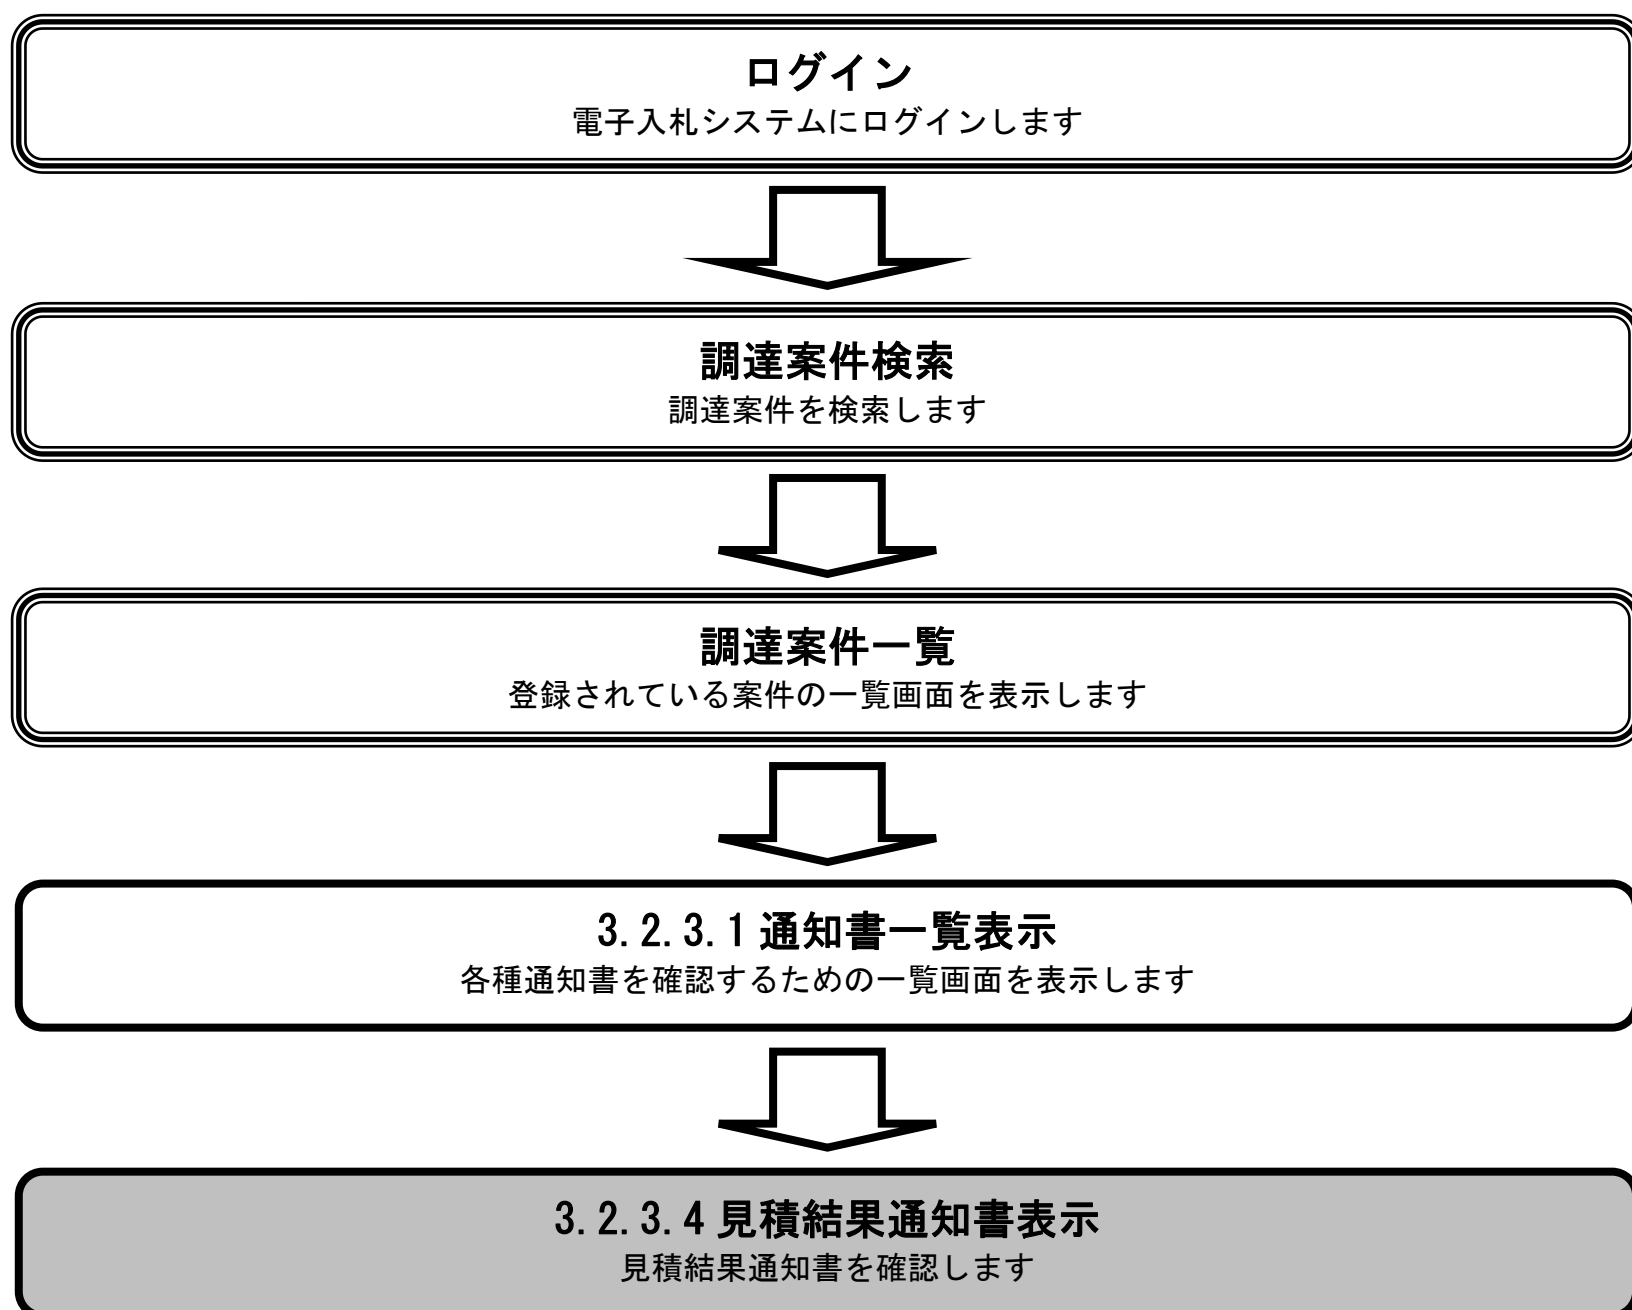 ログイン
電子入札システムにログインします
調達案件検索
調達案件を検索します
調達案件一覧
登録されている案件の一覧画面を表示します
3.2.3.1 通知書一覧表示
各種通知書を確認するための一覧画面を表示します
3.2.3.4 見積結果通知書表示
見積結果通知書を確認します